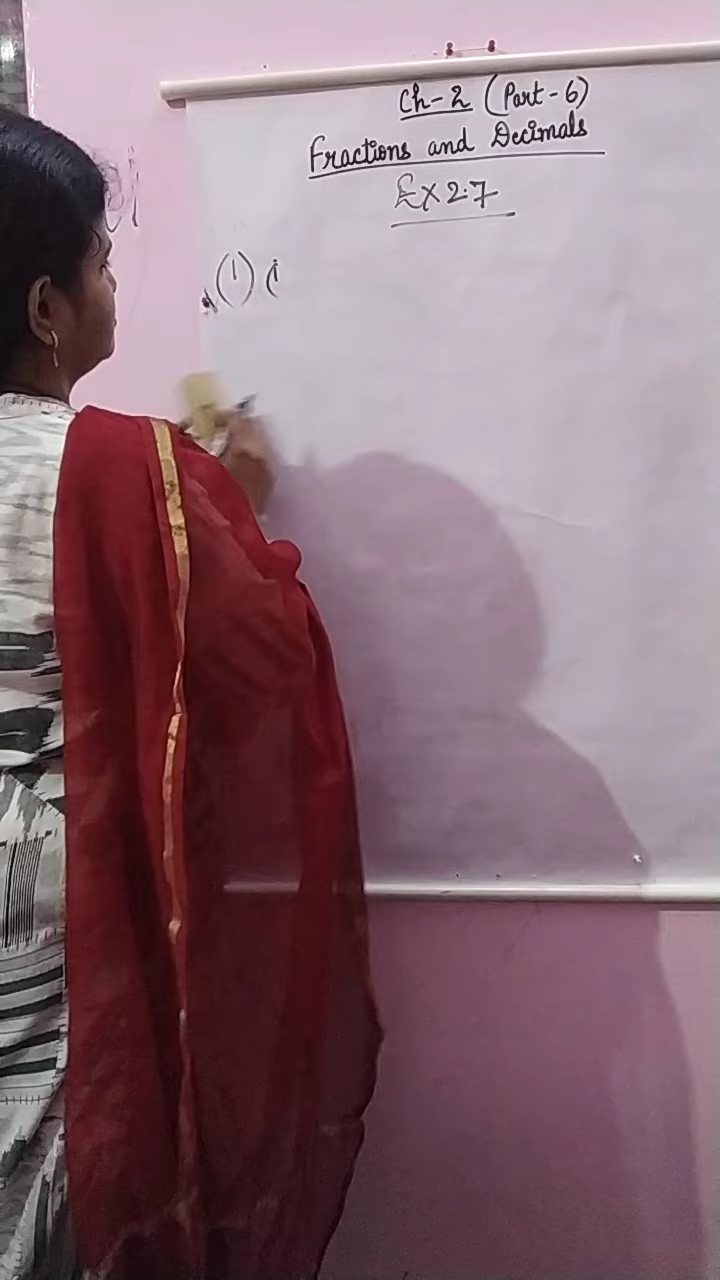 Ch-2 (Part-6)
Fractions and Decimals
Ex 2.7
(1) (i